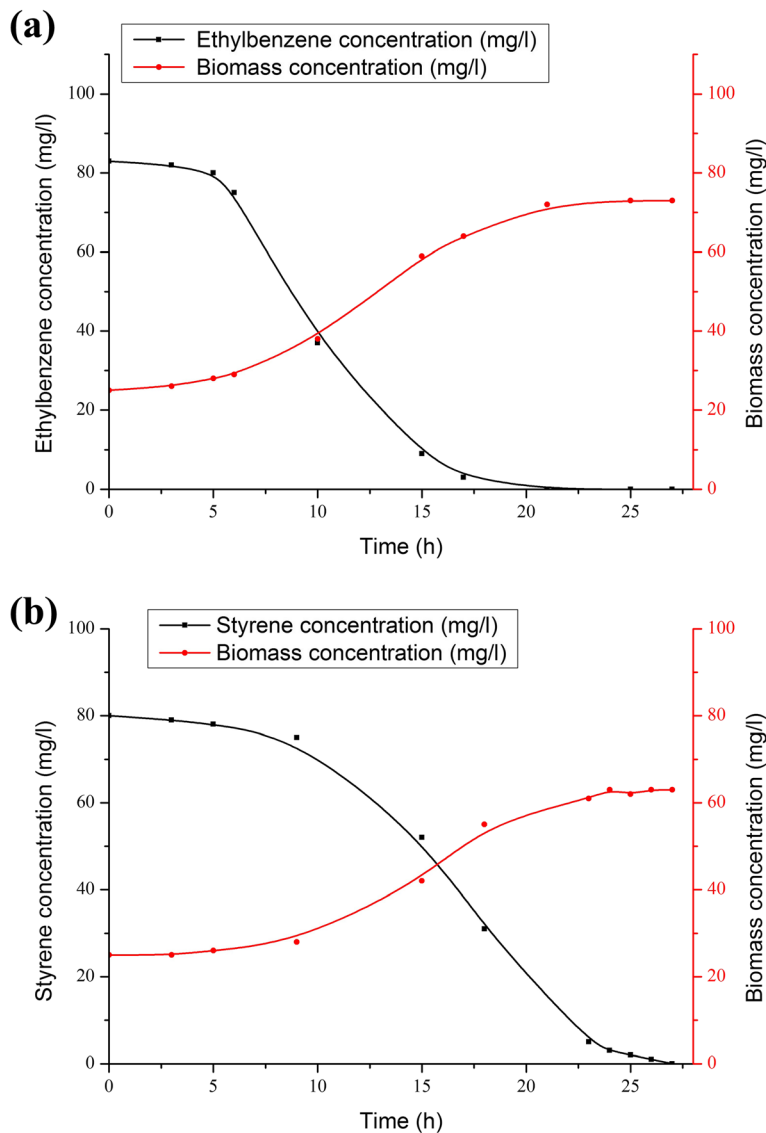 (a)
Ethylbenzene concentration (mg/l)
Biomass concentration (mg/l)
100
80
60
40
20
0
Ethylbenzene concentration (mg/l)
100
80
60
40
20
0
Biomass concentration (mg/l)
0 5 10 15 20 25
Time (h)
(b)
Styrene concentration (mg/l)
Biomass concentration (mg/l)
100
80
60
40
20
0
Styrene concentration (mg/l)
100
80
60
40
20
0
Biomass concentration (mg/l)
0 5 10 15 20 25
Time (h)